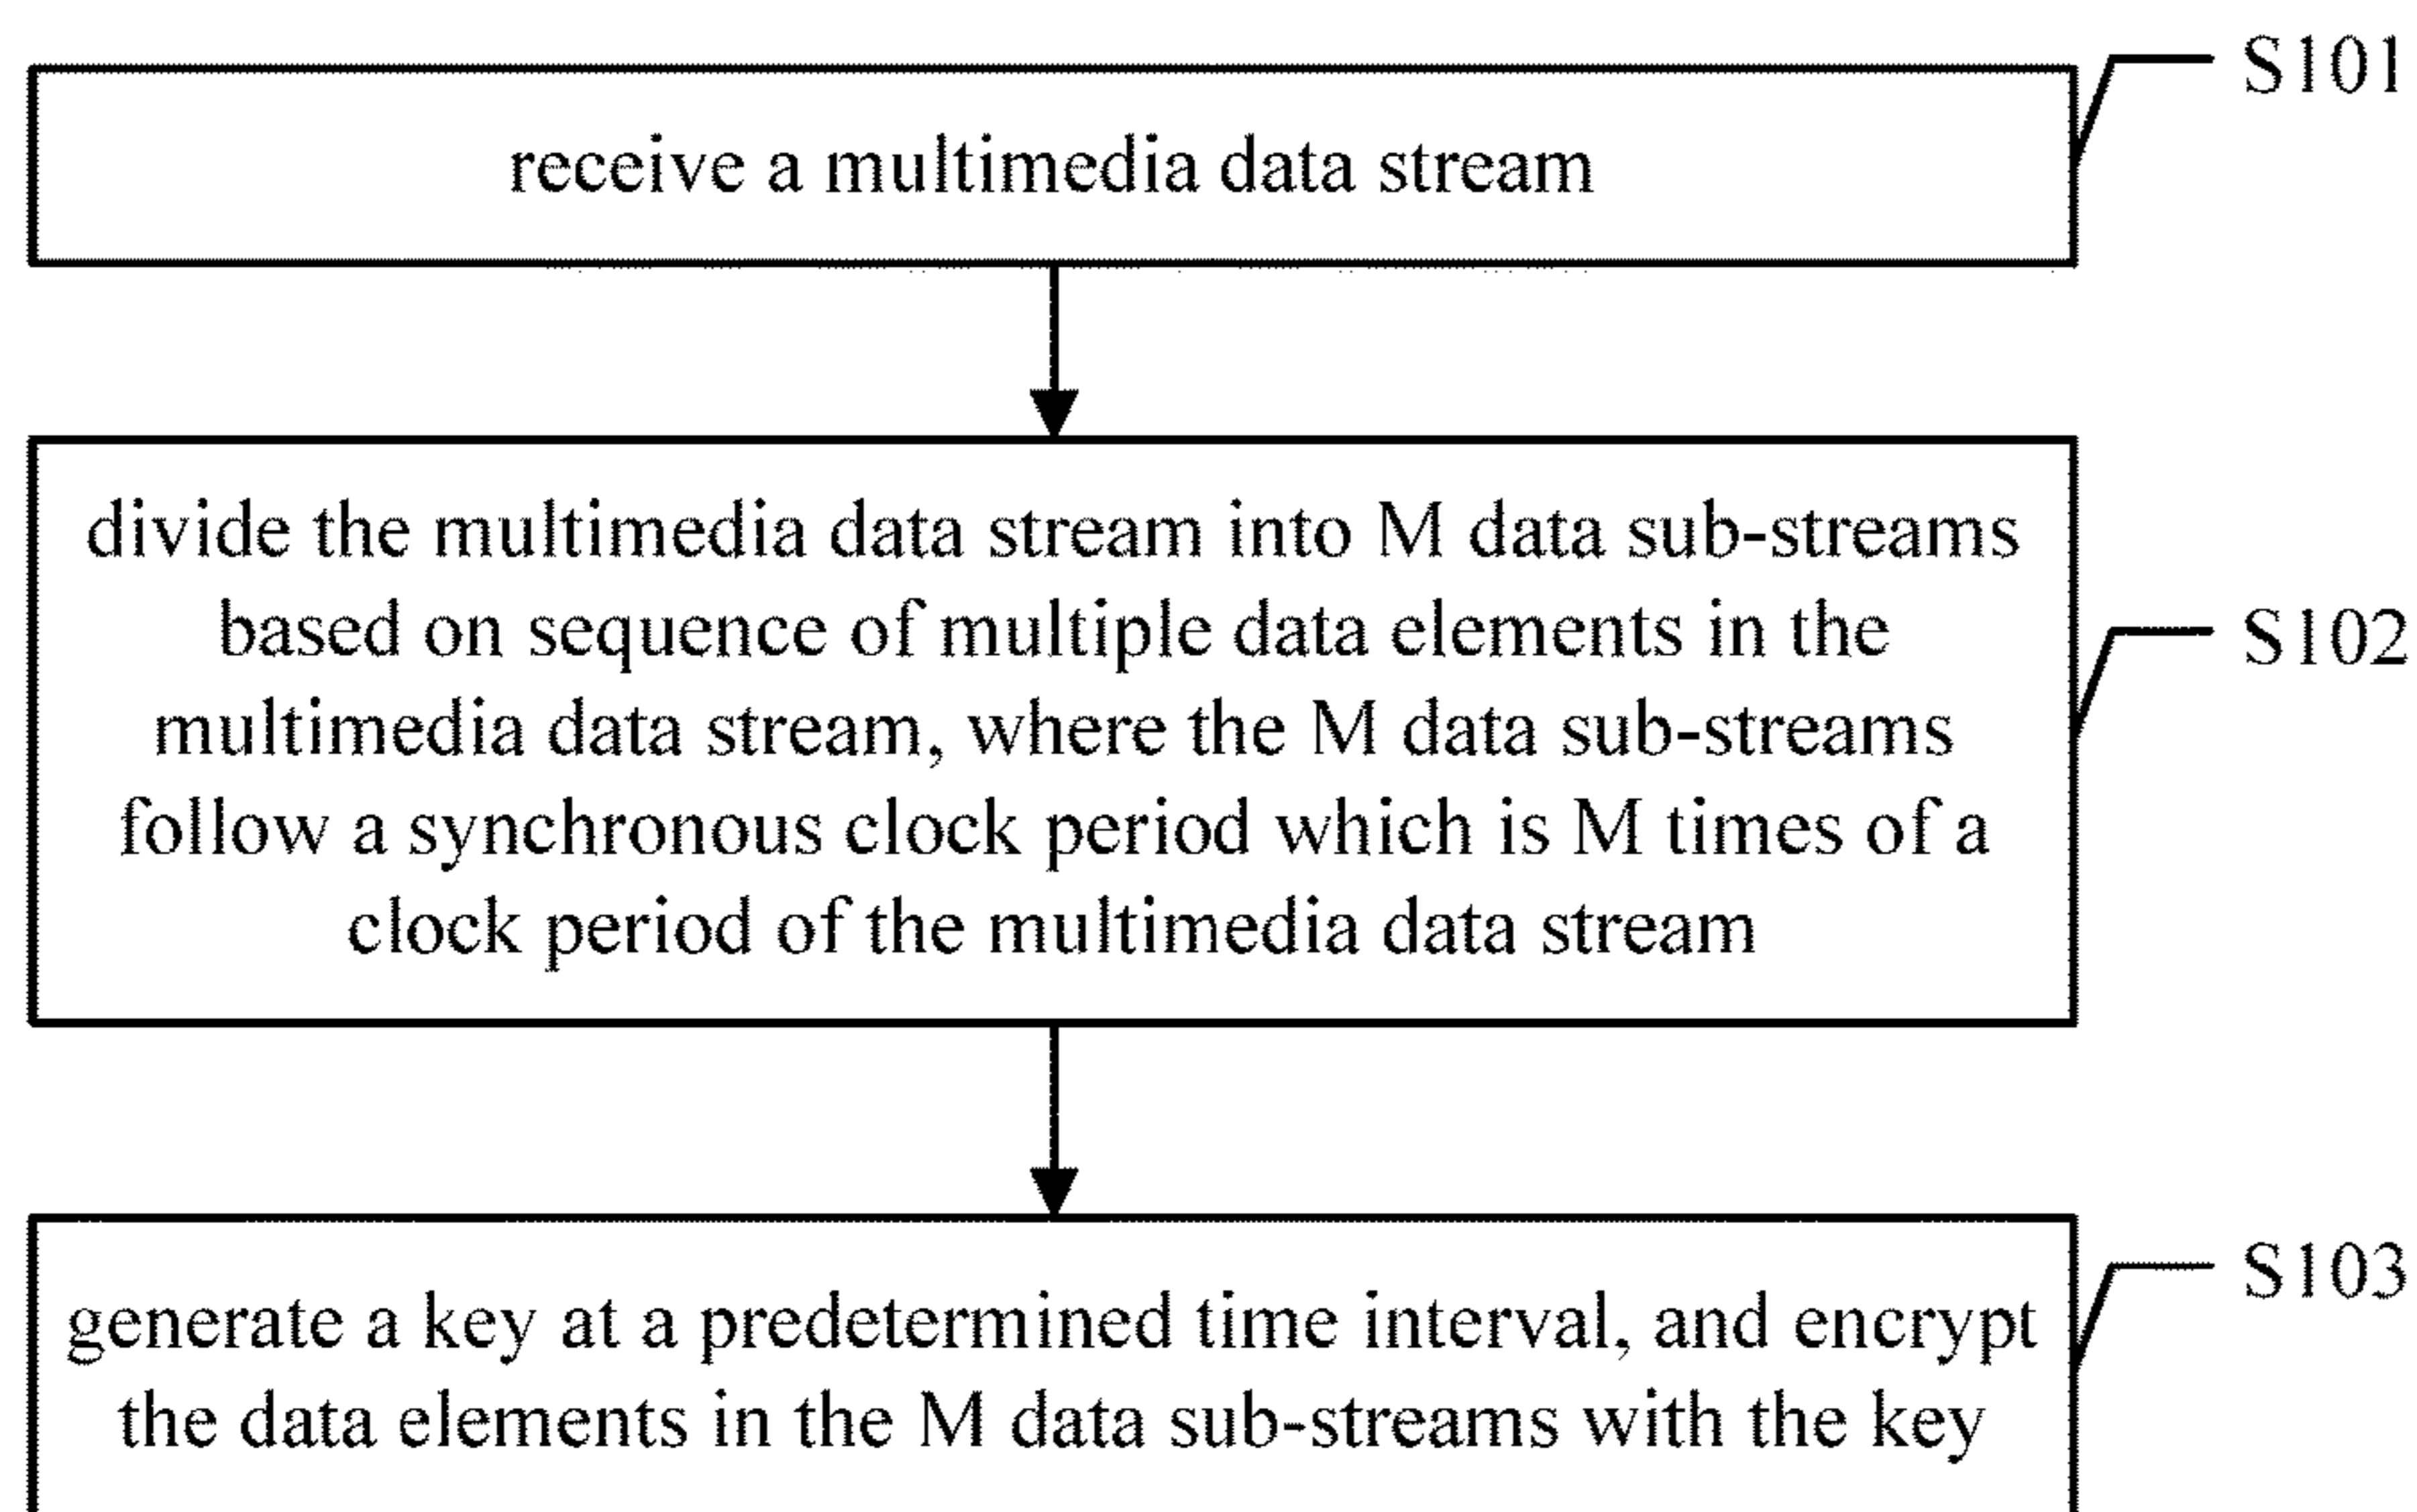 S101
receive a multimedia data stream
divide the multimedia data stream into M data sub-streams
based on sequence of multiple data elements in the
S102
multimedia data stream, where the M data sub-streams
follow a synchronous clock period which is M times of a
clock period of the multimedia data stream
S103
generate a key at a predetermined time interval, and encrypt
the data elements in the M data sub-streams with the key